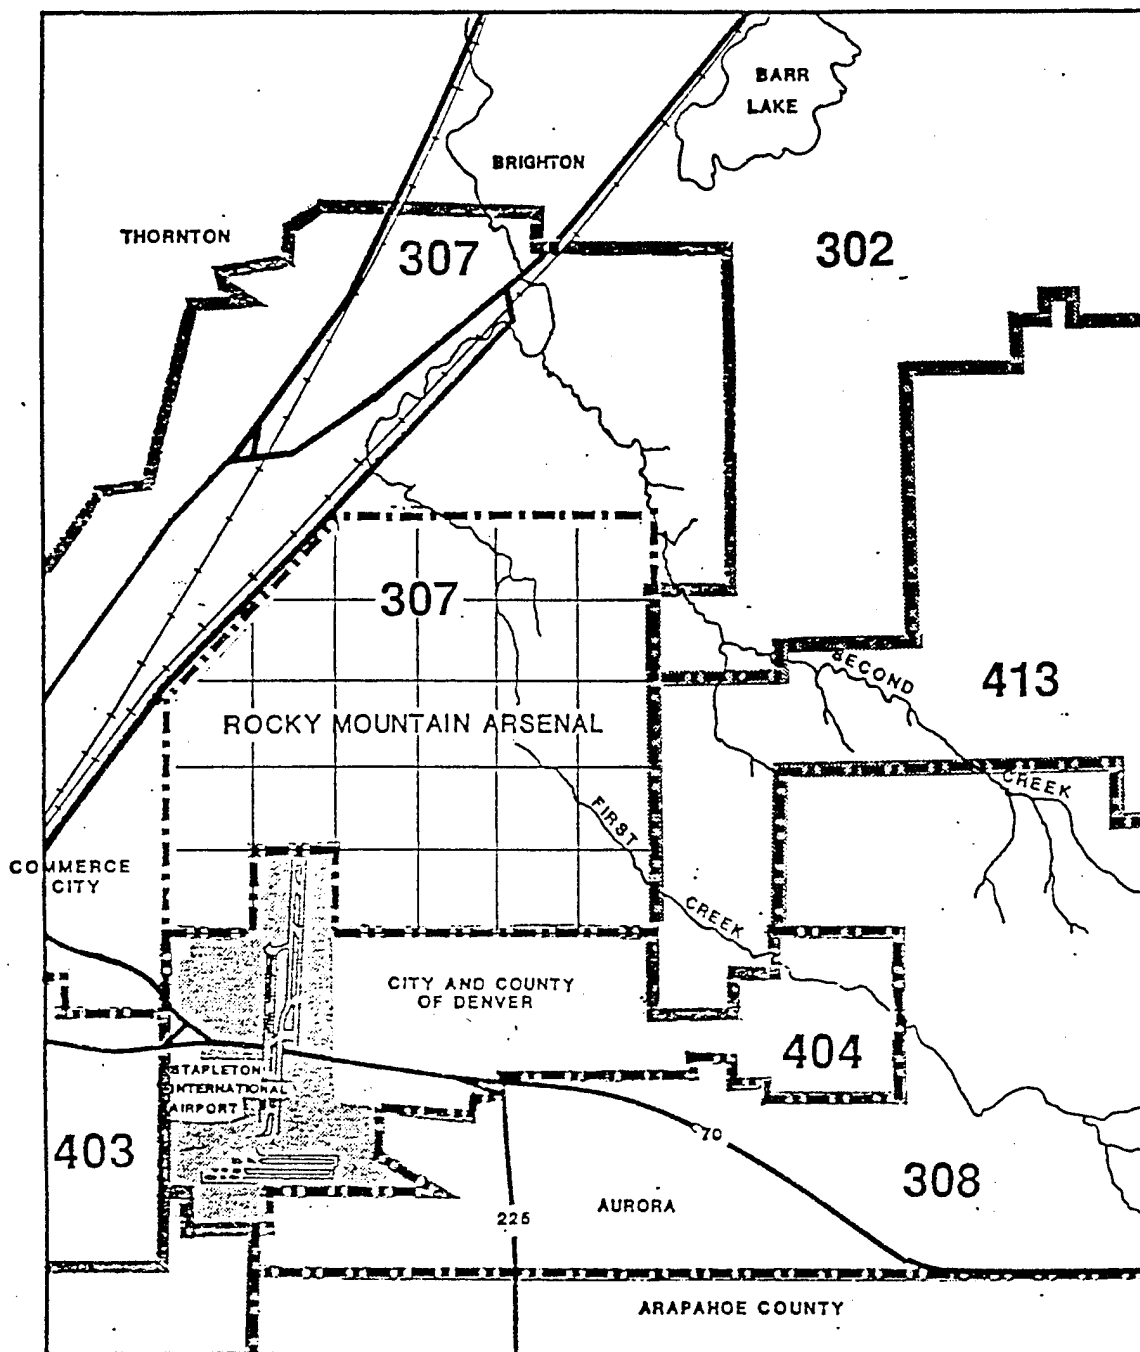 BARR
LAKE
BRIGHTON
THORNTON
307
302
307
SECOND
413
ROCKY MOUNTAIN ARSENAL
CREEK
FIRST
COMMERCE
CITY
CREEK
CITY AND COUNTY
OF DENVER
404
STAPLETON
INTERNATIONAL
AIRPORT
70
403
308
AURORA
225
ARAPAHOE COUNTY